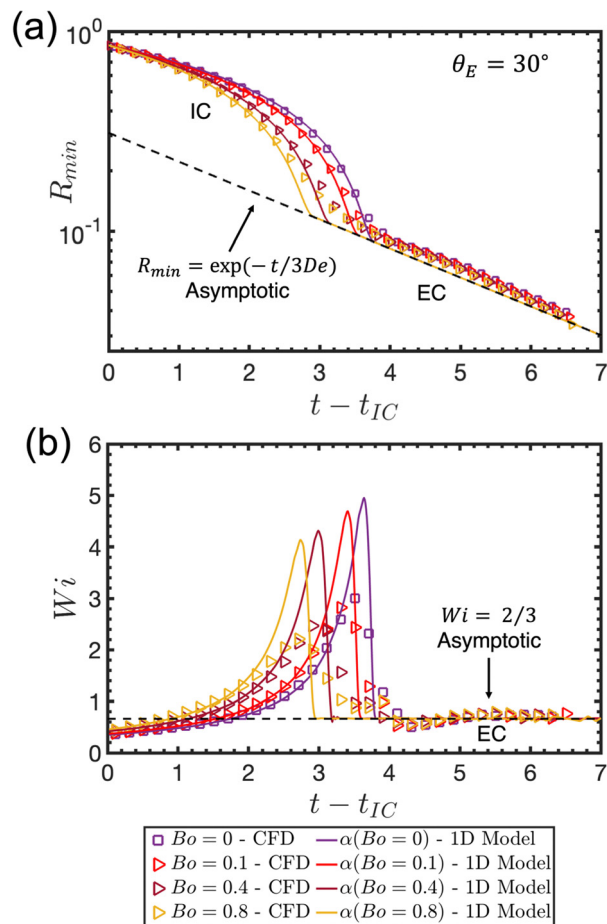 (a)
10^0
θ_E = 30°
IC
R_min
10^-1
R_min = exp(−t/3De)
Asymptotic
EC
0 1 2 3 4 5 6 7
t − t_IC
(b)
6
5
4
3
2
1
0
Wi
Wi = 2/3
Asymptotic
EC
0 1 2 3 4 5 6 7
t − t_IC
Bo = 0 - CFD α(Bo = 0) - 1D Model
Bo = 0.1 - CFD α(Bo = 0.1) - 1D Model
Bo = 0.4 - CFD α(Bo = 0.4) - 1D Model
Bo = 0.8 - CFD α(Bo = 0.8) - 1D Model